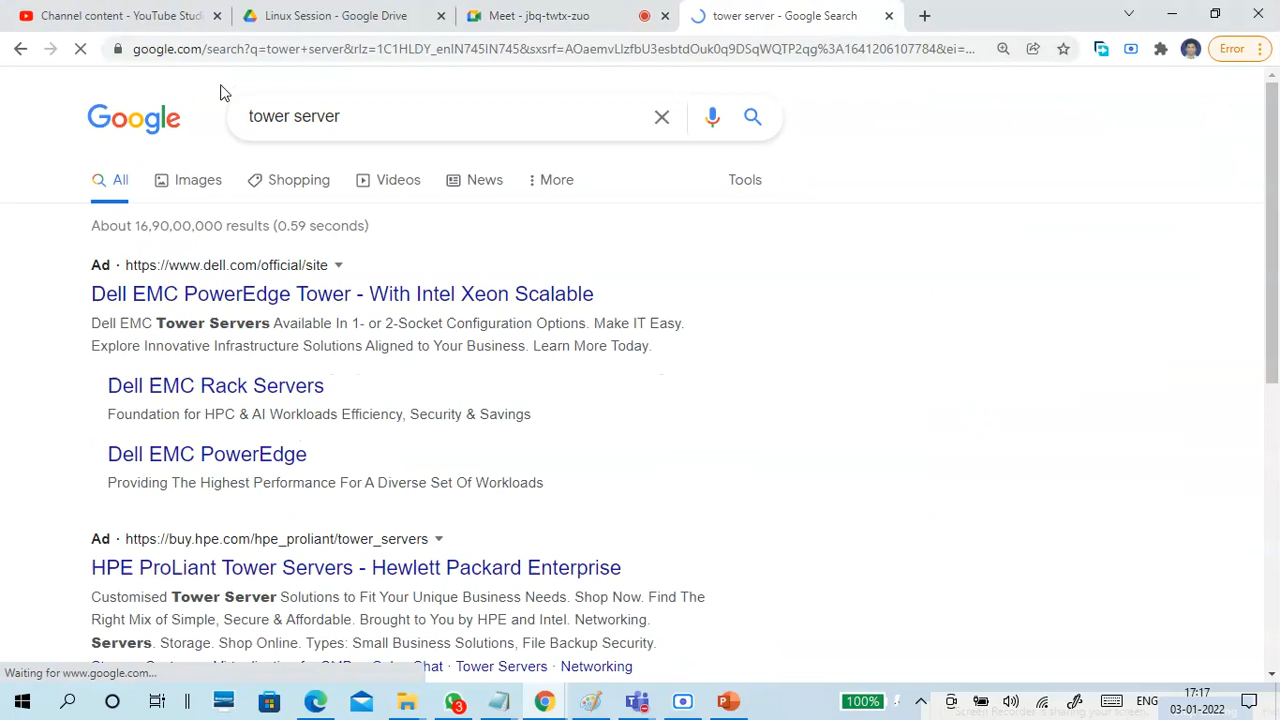 Channel content - YouTube Stud
Linux Session - Google Drive
Meet - jbq-twtx-zuo
tower server - Google Search
google.com/search?q=tower+server&rlz=1C1HLDY_enIN745IN745&sxsrf=AOaemvLlzfbU3esbtdOuk0q9DSqWQTP2qg%3A1641206107784&ei=...
Error
Google
tower server
All
Images
Shopping
Videos
News
More
Tools
About 16,90,00,000 results (0.59 seconds)
Ad · https://www.dell.com/official/site
Dell EMC PowerEdge Tower - With Intel Xeon Scalable
Dell EMC Tower Servers Available In 1- or 2-Socket Configuration Options. Make IT Easy.
Explore Innovative Infrastructure Solutions Aligned to Your Business. Learn More Today.
Dell EMC Rack Servers
Foundation for HPC & AI Workloads Efficiency, Security & Savings
Dell EMC PowerEdge
Providing The Highest Performance For A Diverse Set Of Workloads
Ad · https://buy.hpe.com/hpe_proliant/tower_servers
HPE ProLiant Tower Servers - Hewlett Packard Enterprise
Customised Tower Server Solutions to Fit Your Unique Business Needs. Shop Now. Find The
Right Mix of Simple, Secure & Affordable. Brought to You by HPE and Intel. Networking.
Servers. Storage. Shop Online. Types: Small Business Solutions, File Backup Security.
Chat · Tower Servers · Networking
Waiting for www.google.com...
3
100%
ENG
17:17
03-01-2022